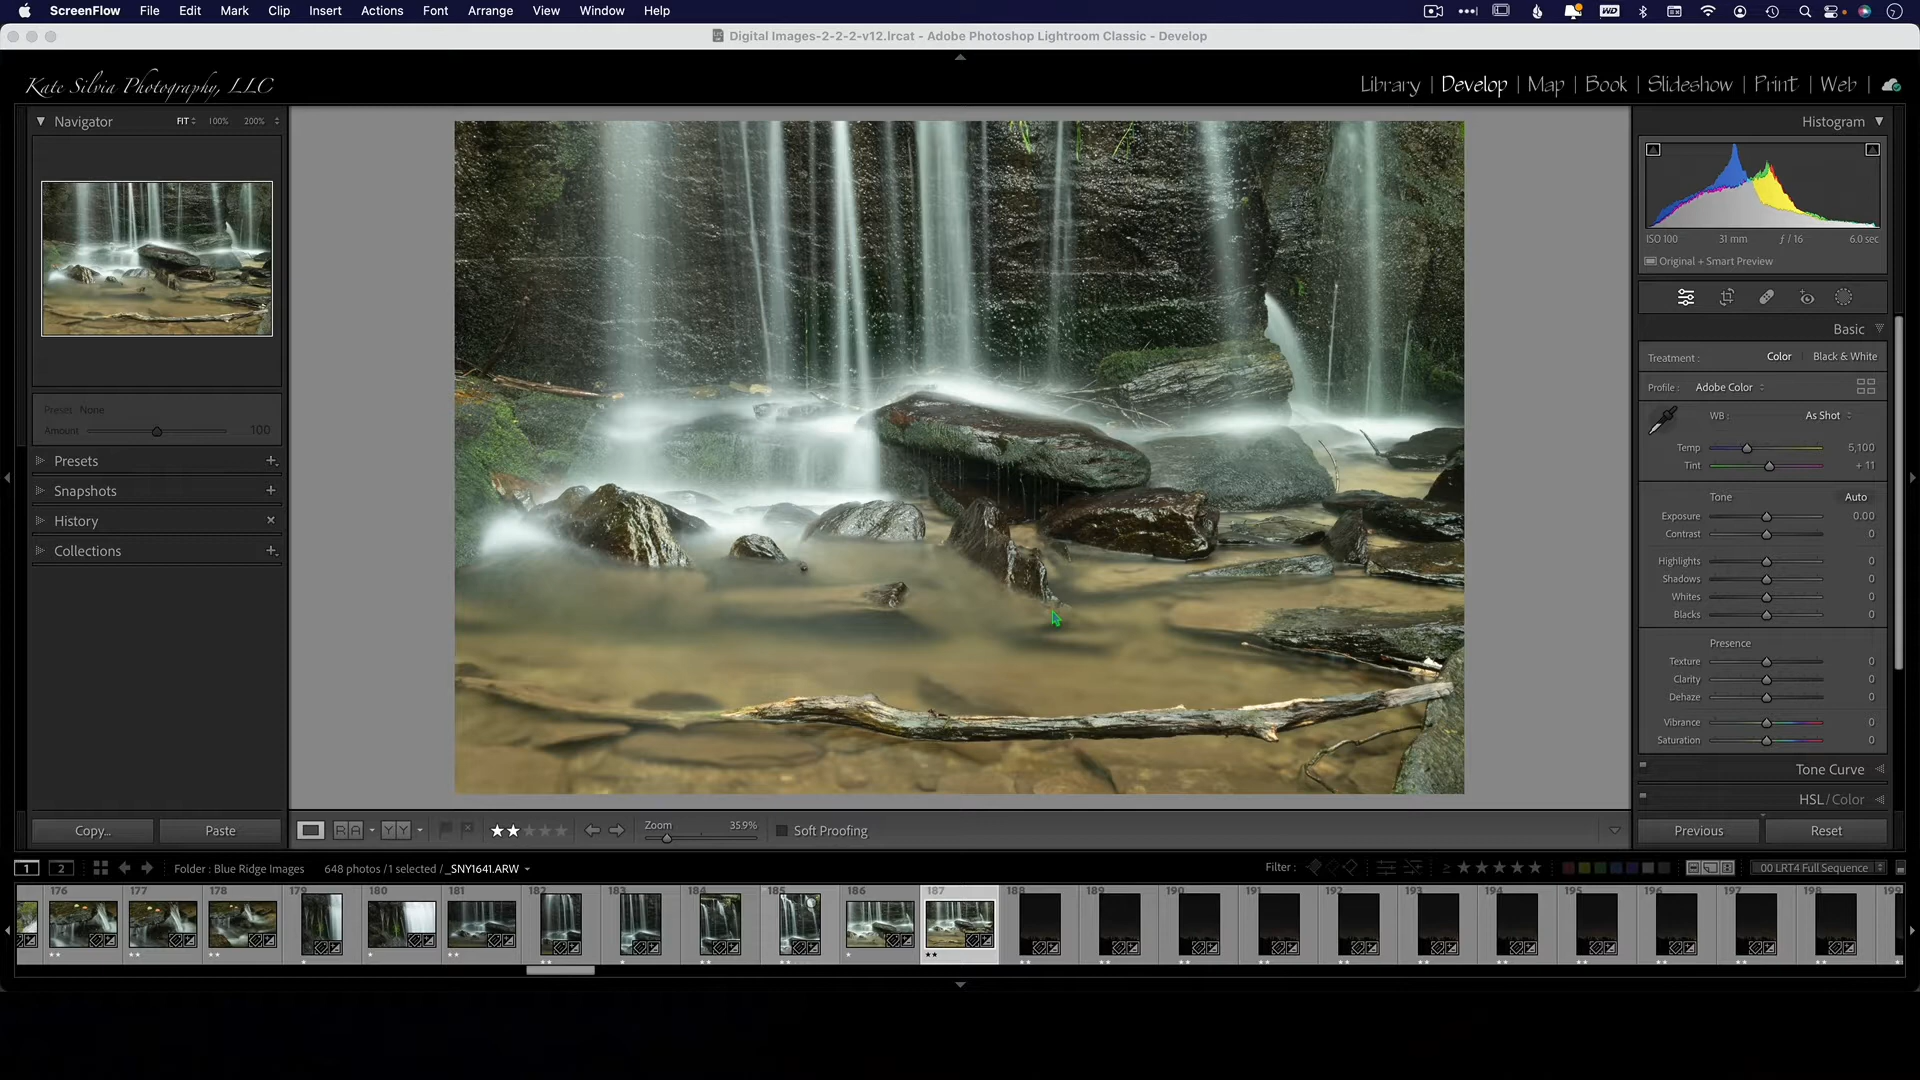 ScreenFlow File Edit Mark Clip Insert Actions Font Arrange View Window Help
Digital Images-2-2-2-v12.lrcat - Adobe Photoshop Lightroom Classic - Develop
Kate Silvia Photography, LLC
Library | Develop | Map | Book | Slideshow | Print | Web
Navigator FIT 100% 200%
Preset None
Amount 100
Presets
Snapshots
History
Collections
Copy... Paste
Histogram
ISO 100 31 mm ƒ / 16 6.0 sec
Original + Smart Preview
Basic
Treatment : Color Black & White
Profile : Adobe Color
WB : As Shot
Temp 5,100
Tint + 11
Tone Auto
Exposure 0.00
Contrast 0
Highlights 0
Shadows 0
Whites 0
Blacks 0
Presence
Texture 0
Clarity 0
Dehaze 0
Vibrance 0
Saturation 0
Tone Curve
HSL / Color
Previous Reset
R A Y Y Zoom 35.9% Soft Proofing
1 2 Folder : Blue Ridge Images 648 photos / 1 selected / _SNY1641.ARW Filter : 00 LRT4 Full Sequence
176 177 178 179 180 181 182 183 184 185 186 187 188 189 190 191 192 193 194 195 196 197 198 199